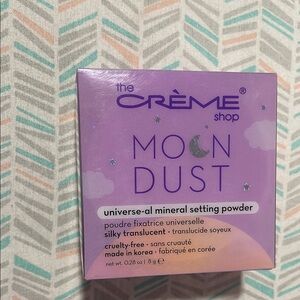 the
CRÈME®
shop
MOON
DUST
universe-al mineral setting powder
poudre fixatrice universelle
silky translucent - translucide soyeux
cruelty-free - sans cruauté
made in korea - fabriqué en corée
net wt. 0.28 oz | 8 g e